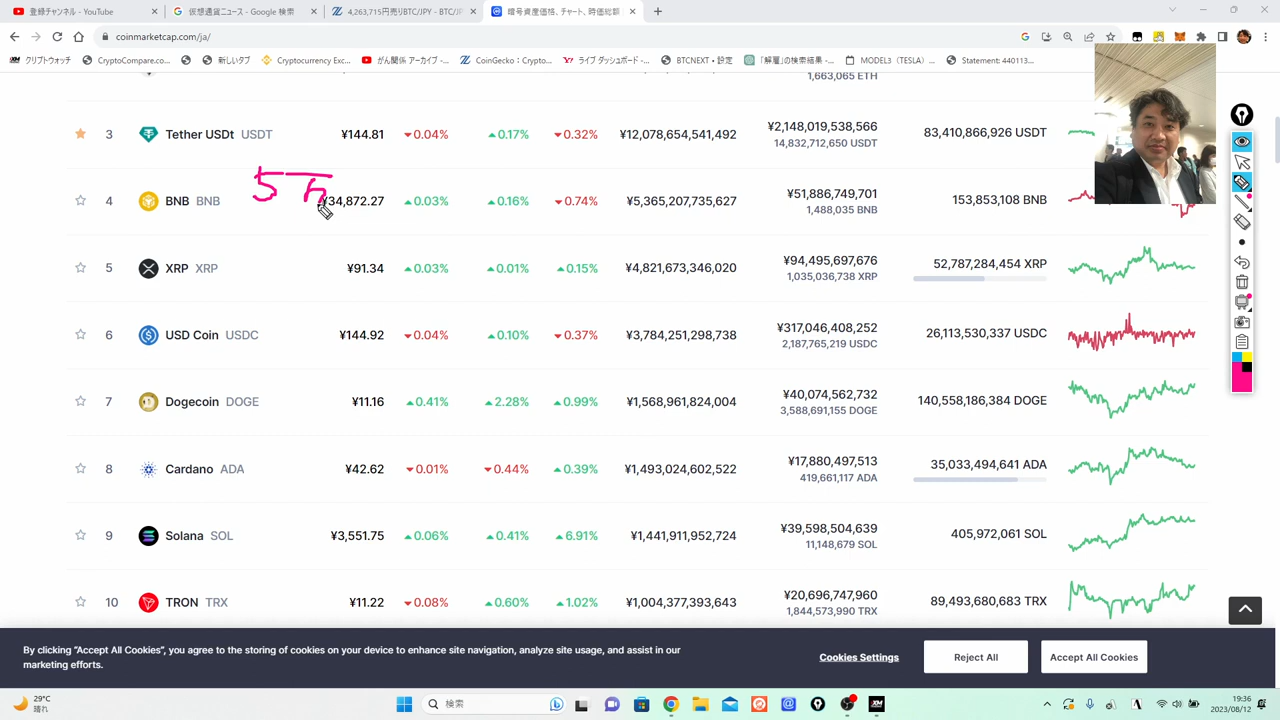 登録チャンネル - YouTube
仮想通貨ニュース - Google 検索
4,263,715円売りBTC/JPY - BTC/JP
暗号資産価格、チャート、時価総額
coinmarketcap.com/ja/
クリプトウォッチ
CryptoCompare.co...
新しいタブ
Cryptocurrency Exc...
がん関係 アーカイブ -...
CoinGecko : Crypto...
ライブ ダッシュボード -...
BTCNEXT • 設定
「解雇」の検索結果 -...
MODEL3 (TESLA) ...
Statement: 440113...
1,663,065 ETH
3 Tether USDt USDT ¥144.81 0.04% 0.17% 0.32% ¥12,078,654,541,492 ¥2,148,019,538,566 83,410,866,926 USDT
14,832,712,650 USDT
5万
4 BNB BNB ¥34,872.27 0.03% 0.16% 0.74% ¥5,365,207,735,627 ¥51,886,749,701 153,853,108 BNB
1,488,035 BNB
5 XRP XRP ¥91.34 0.03% 0.01% 0.15% ¥4,821,673,346,020 ¥94,495,697,676 52,787,284,454 XRP
1,035,036,738 XRP
6 USD Coin USDC ¥144.92 0.04% 0.10% 0.37% ¥3,784,251,298,738 ¥317,046,408,252 26,113,530,337 USDC
2,187,765,219 USDC
7 Dogecoin DOGE ¥11.16 0.41% 2.28% 0.99% ¥1,568,961,824,004 ¥40,074,562,732 140,558,186,384 DOGE
3,588,691,155 DOGE
8 Cardano ADA ¥42.62 0.01% 0.44% 0.39% ¥1,493,024,602,522 ¥17,880,497,513 35,033,494,641 ADA
419,661,117 ADA
9 Solana SOL ¥3,551.75 0.06% 0.41% 6.91% ¥1,441,911,952,724 ¥39,598,504,639 405,972,061 SOL
11,148,679 SOL
10 TRON TRX ¥11.22 0.08% 0.60% 1.02% ¥1,004,377,393,643 ¥20,696,747,960 89,493,680,683 TRX
1,844,573,990 TRX
By clicking “Accept All Cookies”, you agree to the storing of cookies on your device to enhance site navigation, analyze site usage, and assist in our
marketing efforts.
Cookies Settings
Reject All
Accept All Cookies
29°C
晴れ
検索
19:36
2023/08/12